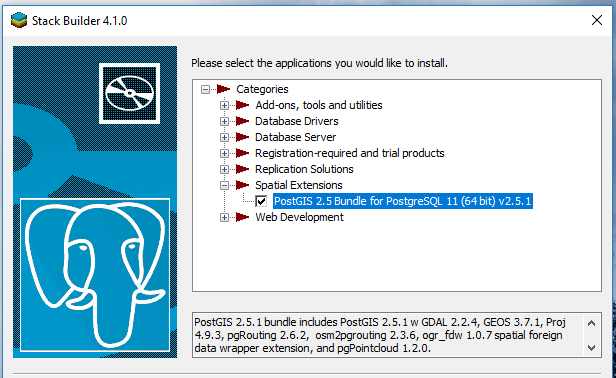 Stack Builder 4.1.0
Please select the applications you would like to install.
Categories
Add-ons, tools and utilities
Database Drivers
Database Server
Registration-required and trial products
Replication Solutions
Spatial Extensions
PostGIS 2.5 Bundle for PostgreSQL 11 (64 bit) v2.5.1
Web Development
PostGIS 2.5.1 bundle includes PostGIS 2.5.1 w GDAL 2.2.4, GEOS 3.7.1, Proj
4.9.3, pgRouting 2.6.2,  osm2pgrouting 2.3.6, ogr_fdw 1.0.7 spatial foreign
data wrapper extension, and pgPointcloud 1.2.0.